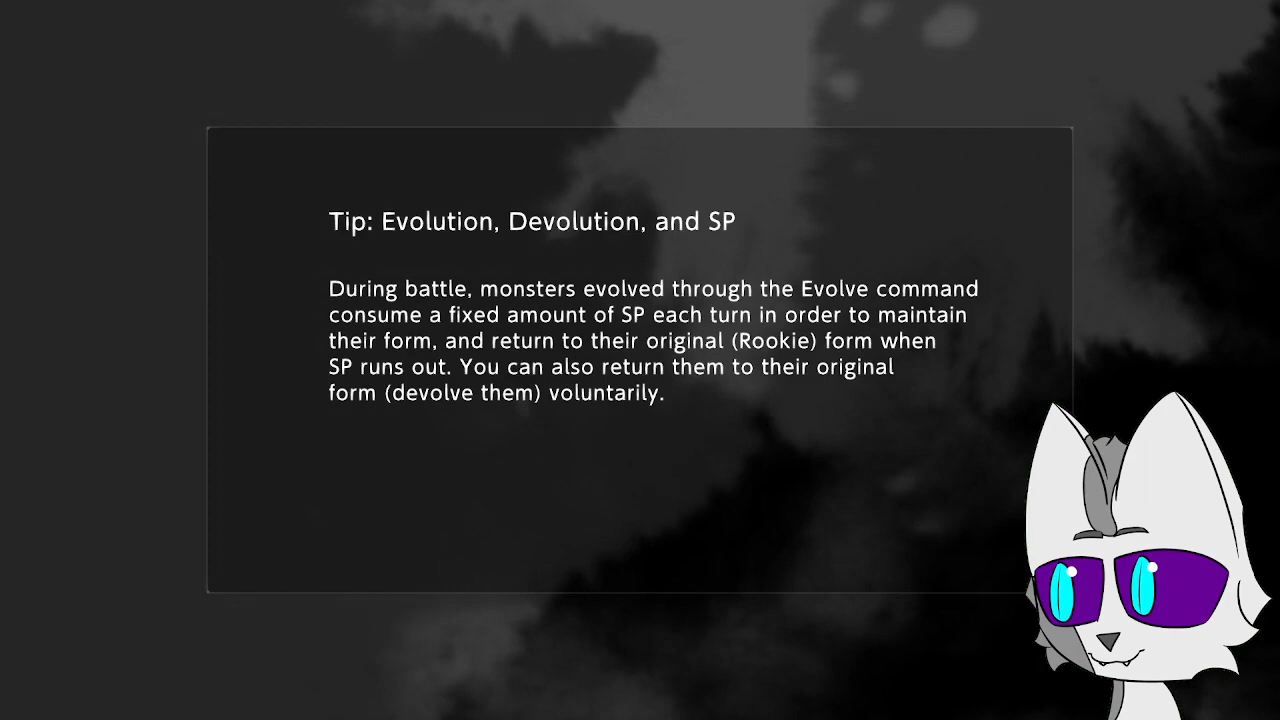 Tip: Evolution, Devolution, and SP
During battle, monsters evolved through the Evolve command
consume a fixed amount of SP each turn in order to maintain
their form, and return to their original (Rookie) form when
SP runs out. You can also return them to their original
form (devolve them) voluntarily.